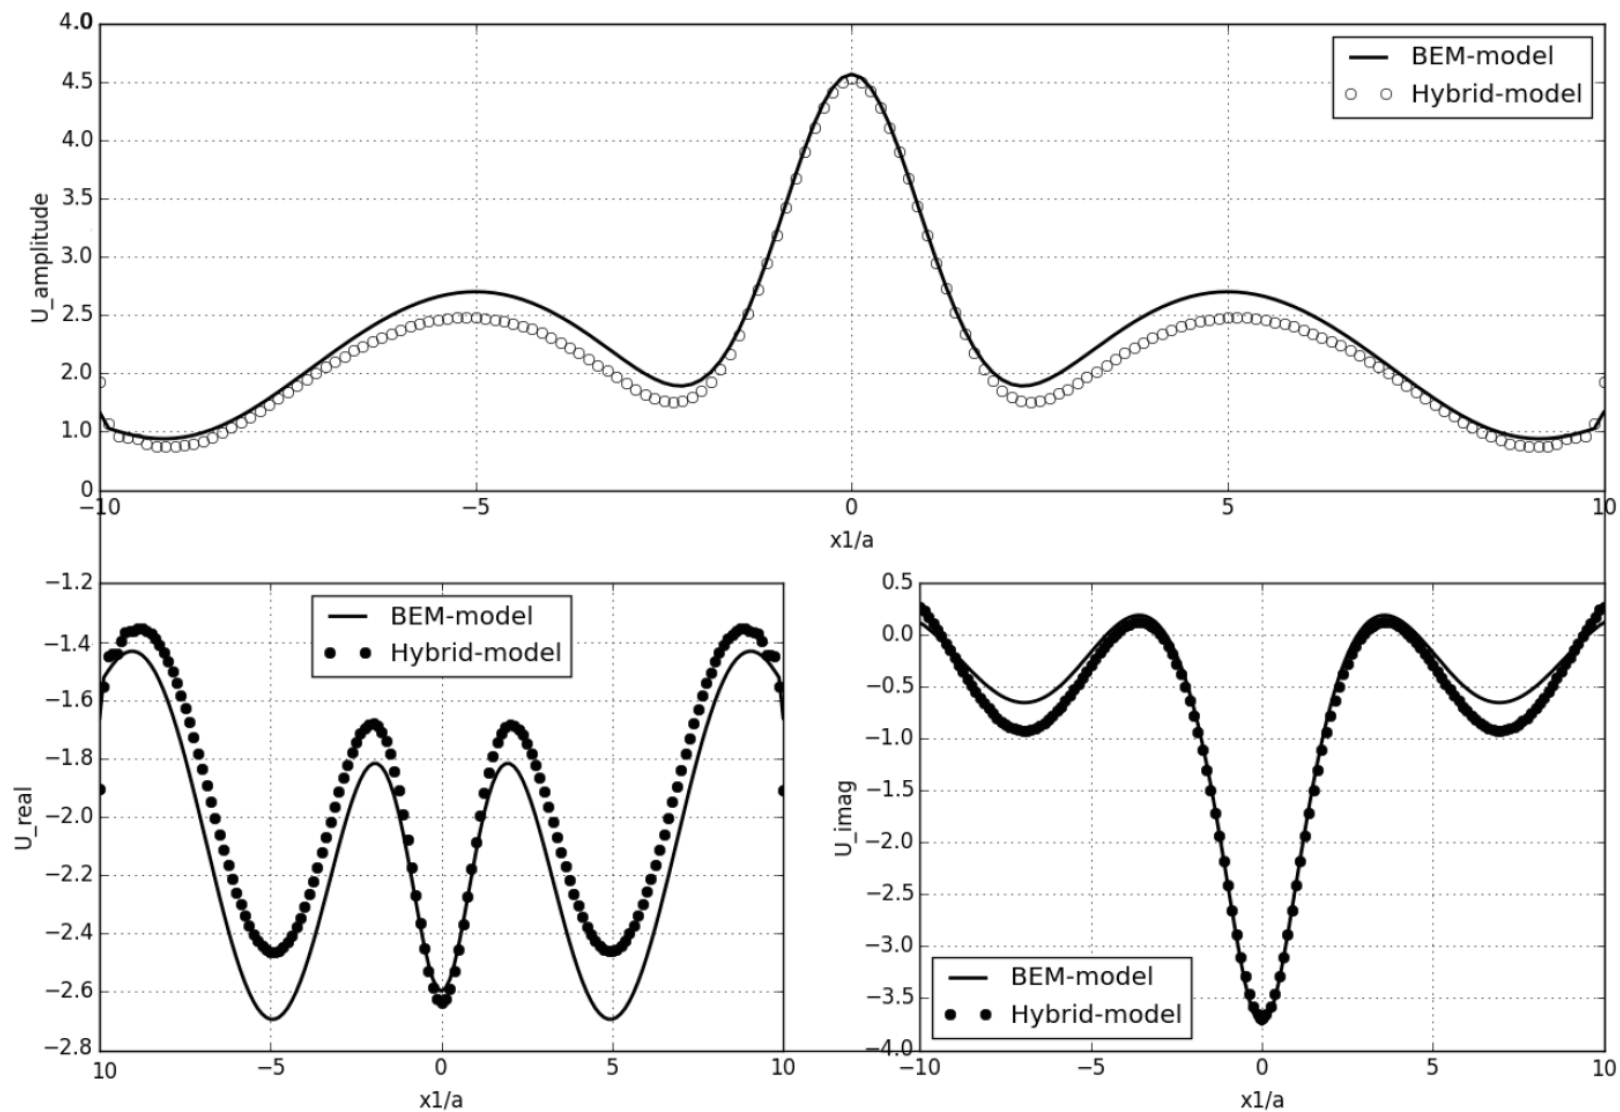 4.0
4.5
4.0
3.5
3.0
2.5
2.0
1.0
0
U_amplitude
BEM-model
Hybrid-model
−10 −5 0 5 10
x1/a
−1.2
−1.4
−1.6
−1.8
−2.0
−2.2
−2.4
−2.6
−2.8
U_real
BEM-model
Hybrid-model
10 −5 0 5 10
x1/a
0.5
0.0
−0.5
−1.0
−1.5
−2.0
−2.5
−3.0
−3.5
−4.0
U_imag
BEM-model
Hybrid-model
−10 −5 0 5 10
x1/a